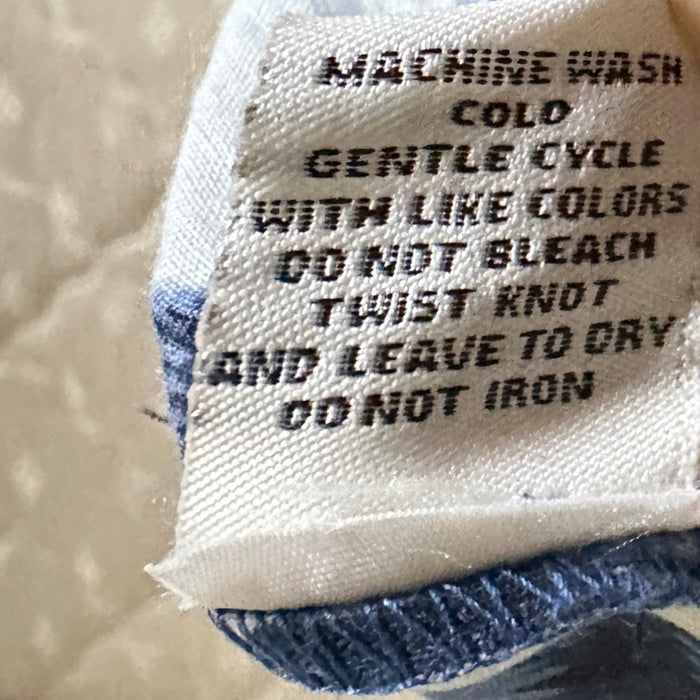 MACHINE WASH
COLD
GENTLE CYCLE
WITH LIKE COLORS
DO NOT BLEACH
TWIST KNOT
AND LEAVE TO DRY
DO NOT IRON